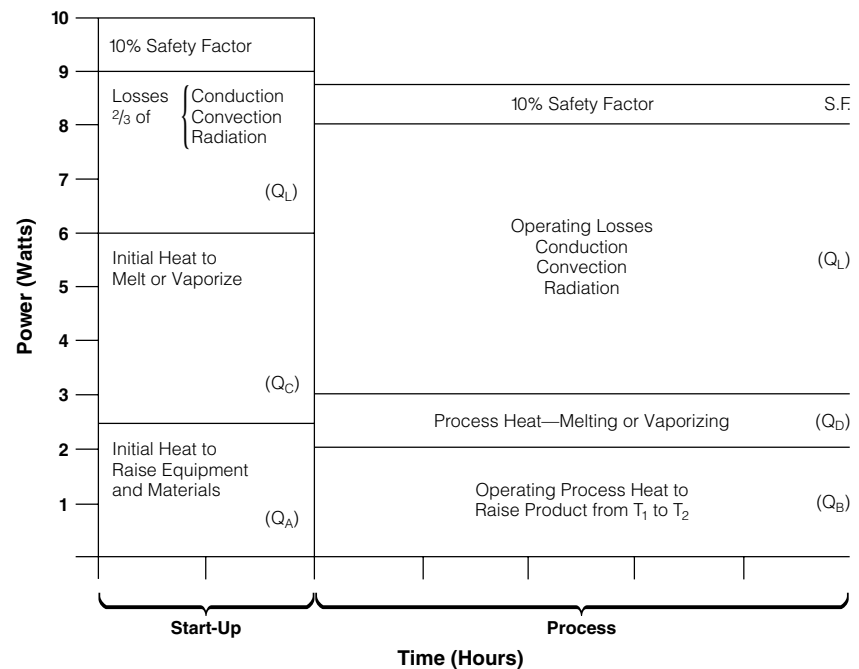 10
9
8
7
6
5
4
3
2
1
Power (Watts)
10% Safety Factor
Losses
2/3 of
Conduction
Convection
Radiation
(QL)
Initial Heat to
Melt or Vaporize
(QC)
Initial Heat to
Raise Equipment
and Materials
(QA)
10% Safety Factor S.F.
Operating Losses
Conduction
Convection
Radiation
(QL)
Process Heat—Melting or Vaporizing (QD)
Operating Process Heat to
Raise Product from T1 to T2
(QB)
Start-Up
Process
Time (Hours)